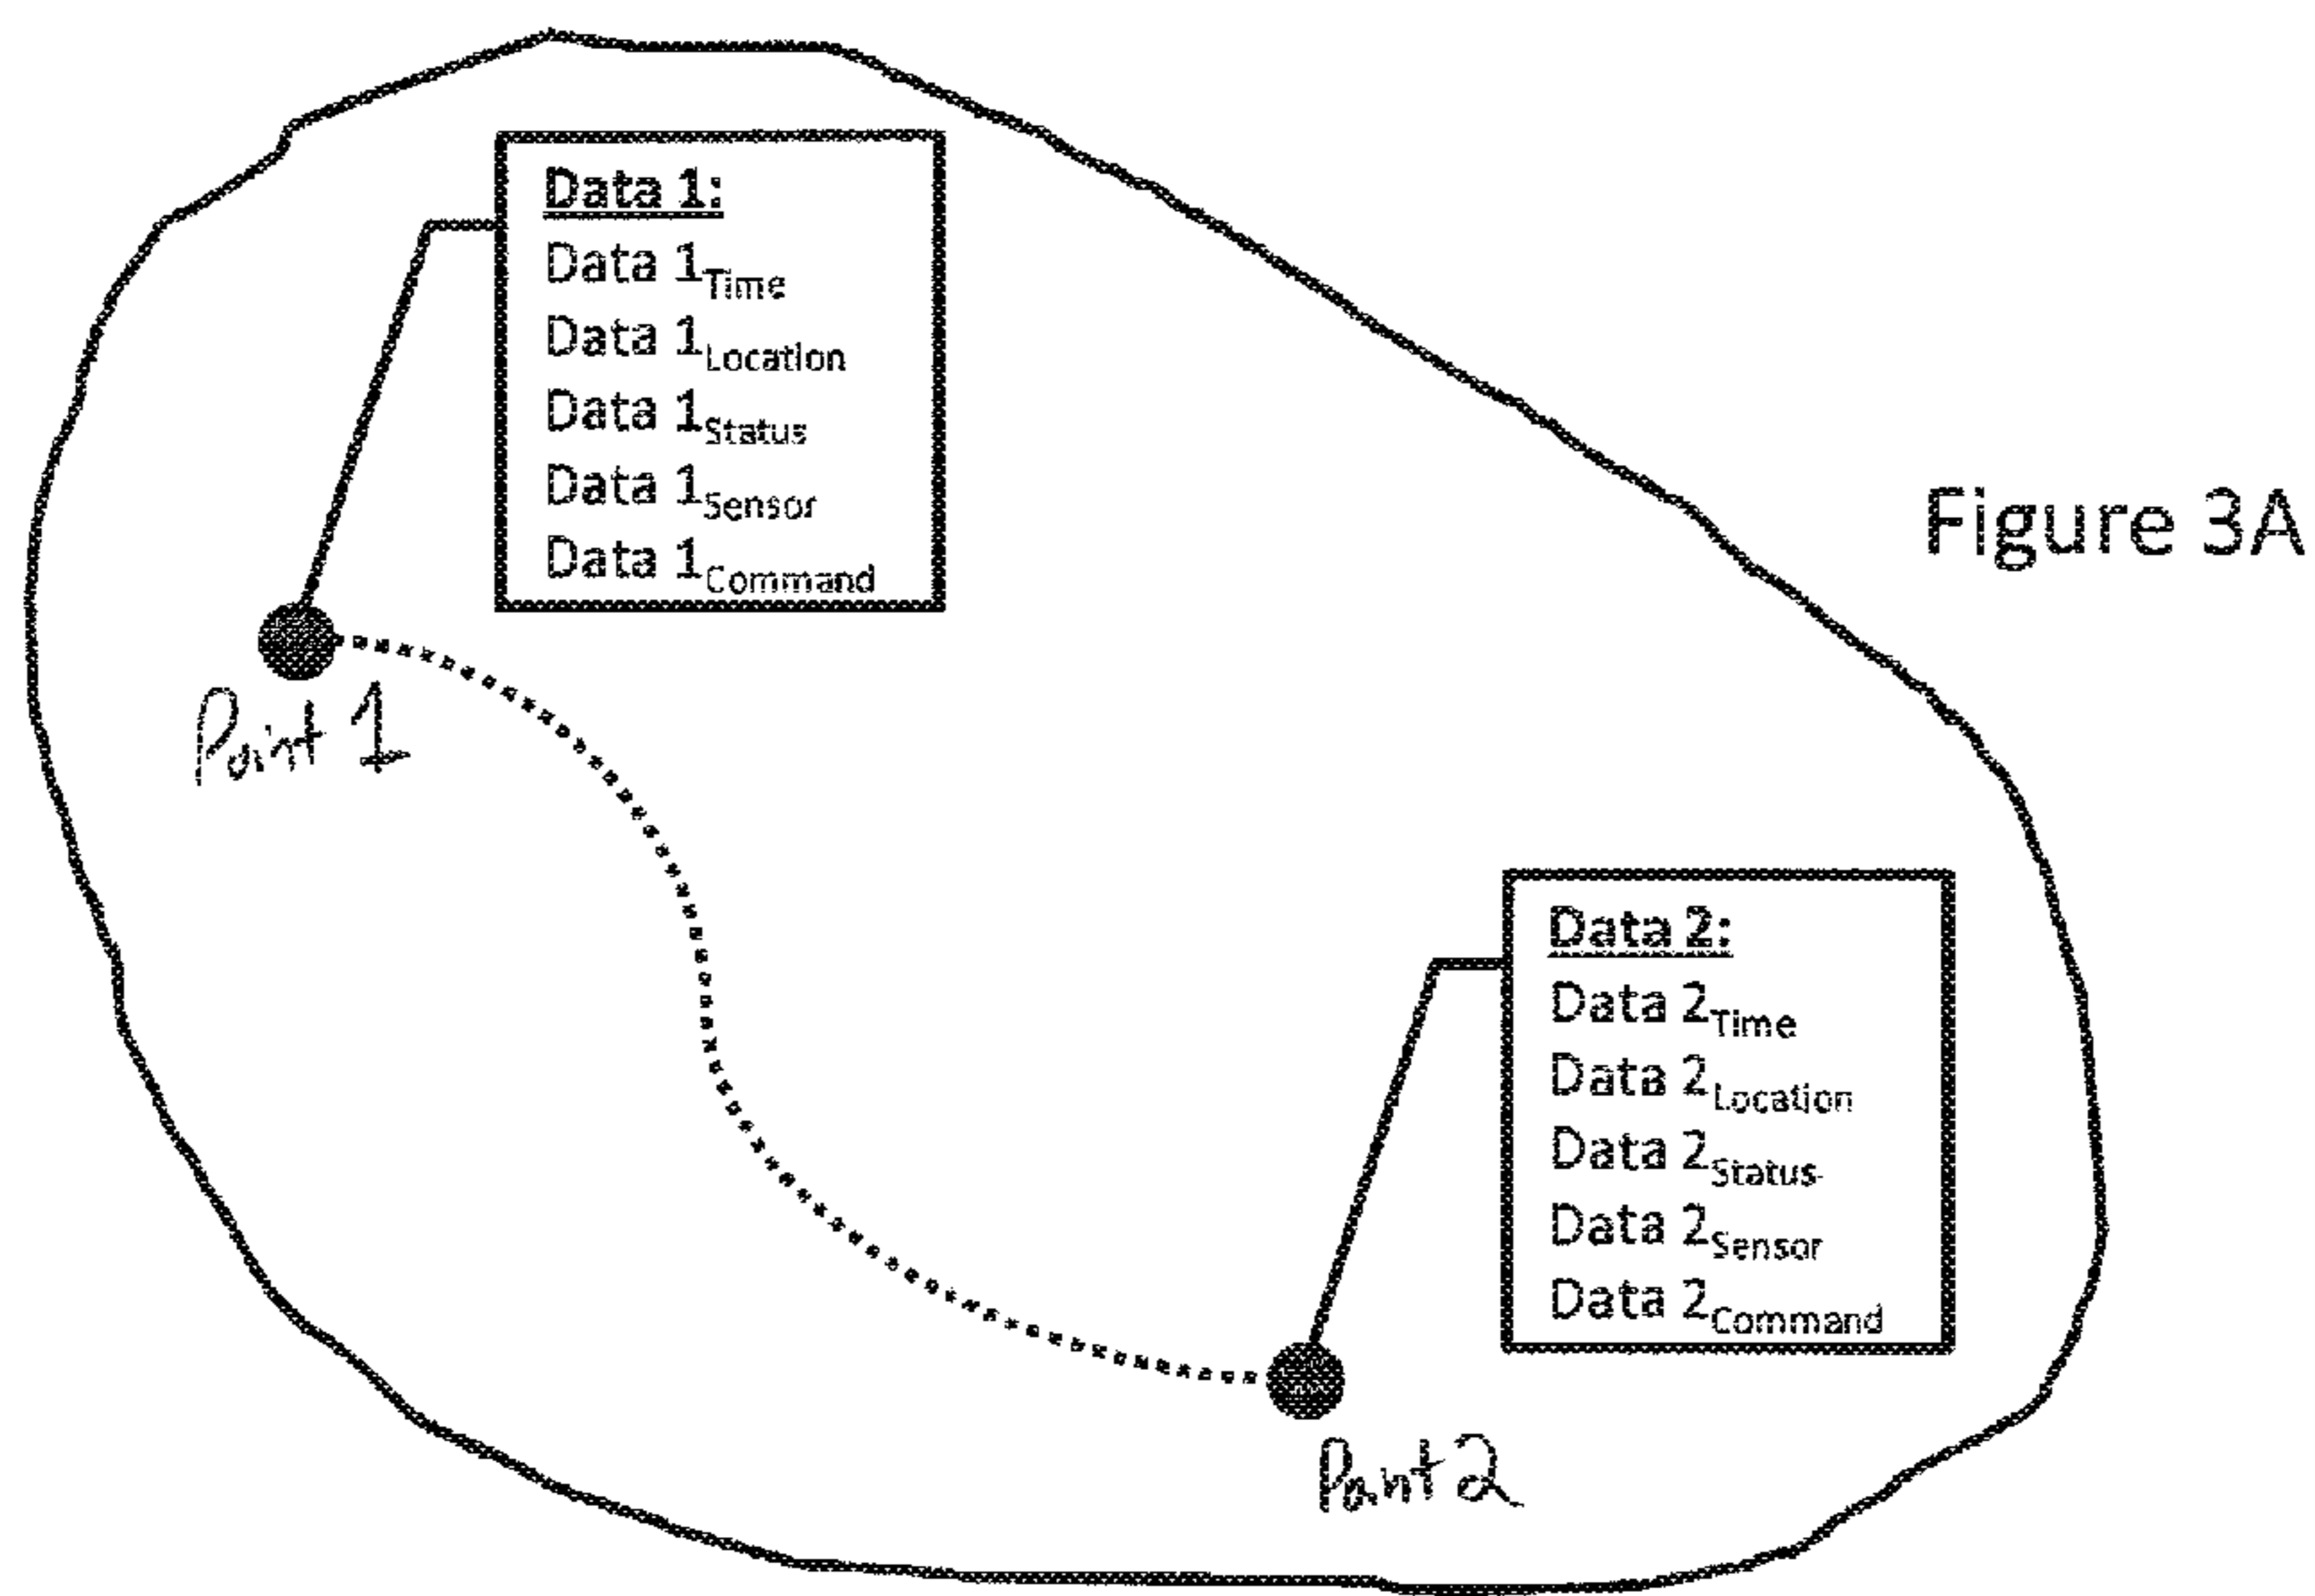 Data 1:
Data 1Time
Data 1Location
Data 1Status
Data 1Sensor
Data 1Command
Figure 3A
Point 1
Data 2:
Data 2Time
Data 2Location
Data 2Status
Data 2Sensor
Data 2Command
Point 2